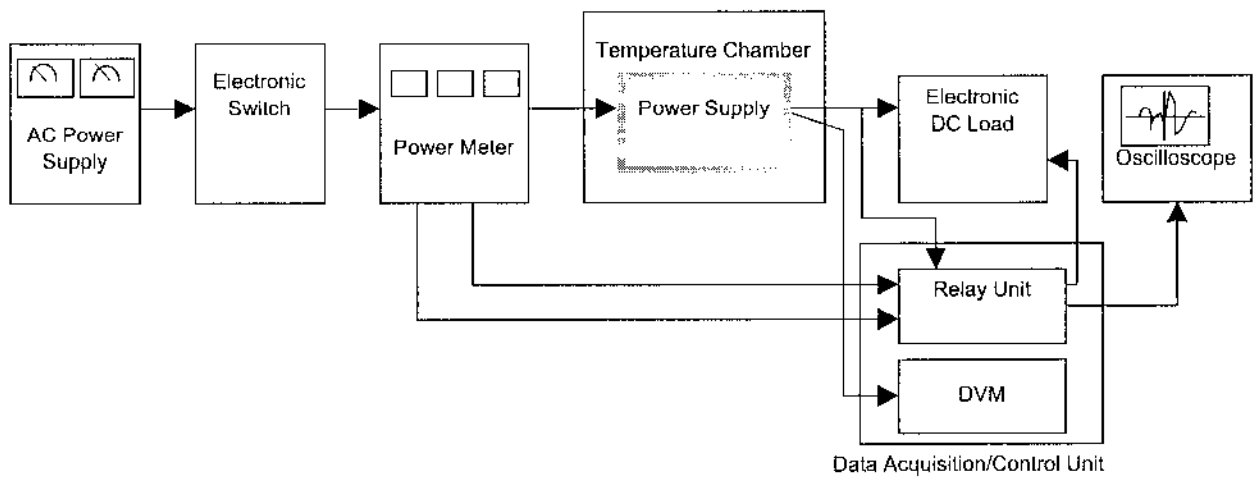 AC Power
Supply
Electronic
Switch
Power Meter
Temperature Chamber
Power Supply
Electronic
DC Load
Oscilloscope
Relay Unit
DVM
Data Acquisition/Control Unit